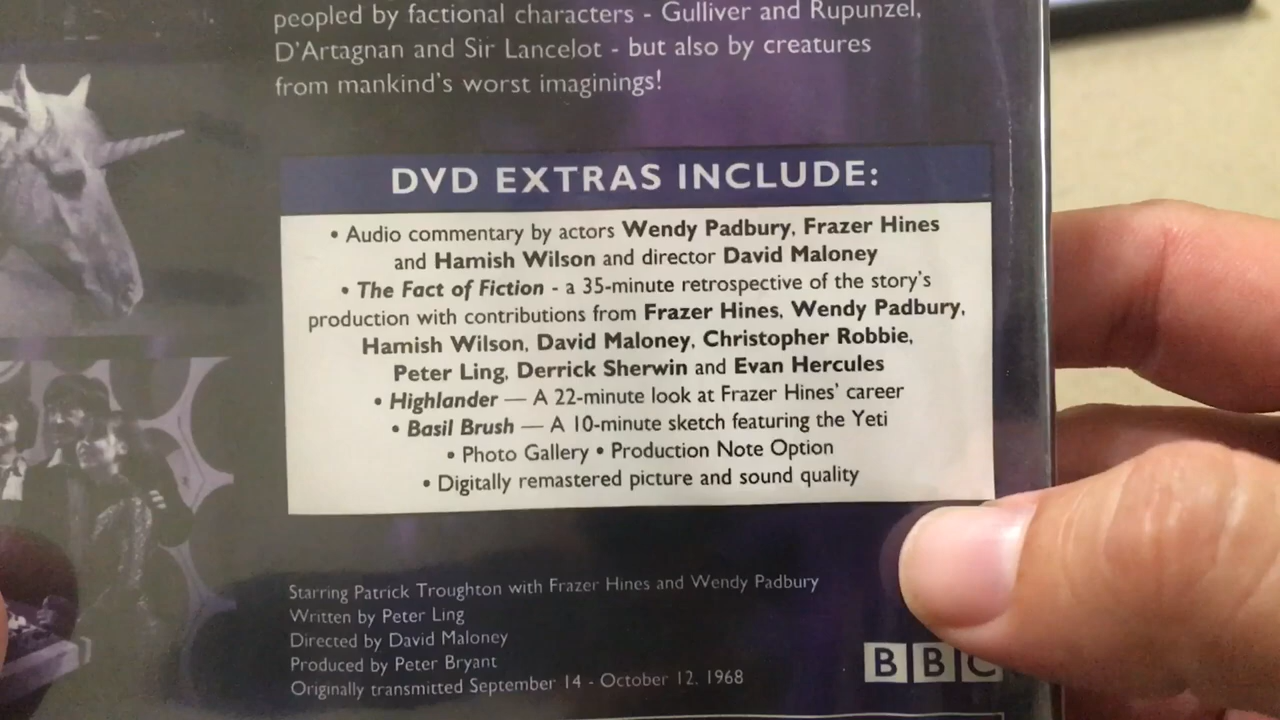 peopled by factional characters - Gulliver and Rupunzel,
D'Artagnan and Sir Lancelot - but also by creatures
from mankind's worst imaginings!
DVD EXTRAS INCLUDE:
• Audio commentary by actors Wendy Padbury, Frazer Hines
and Hamish Wilson and director David Maloney
• The Fact of Fiction - a 35-minute retrospective of the story's
production with contributions from Frazer Hines, Wendy Padbury,
Hamish Wilson, David Maloney, Christopher Robbie,
Peter Ling, Derrick Sherwin and Evan Hercules
• Highlander — A 22-minute look at Frazer Hines' career
• Basil Brush — A 10-minute sketch featuring the Yeti
• Photo Gallery • Production Note Option
• Digitally remastered picture and sound quality
Starring Patrick Troughton with Frazer Hines and Wendy Padbury
Written by Peter Ling
Directed by David Maloney
Produced by Peter Bryant
Originally transmitted September 14 - October 12, 1968
BBC